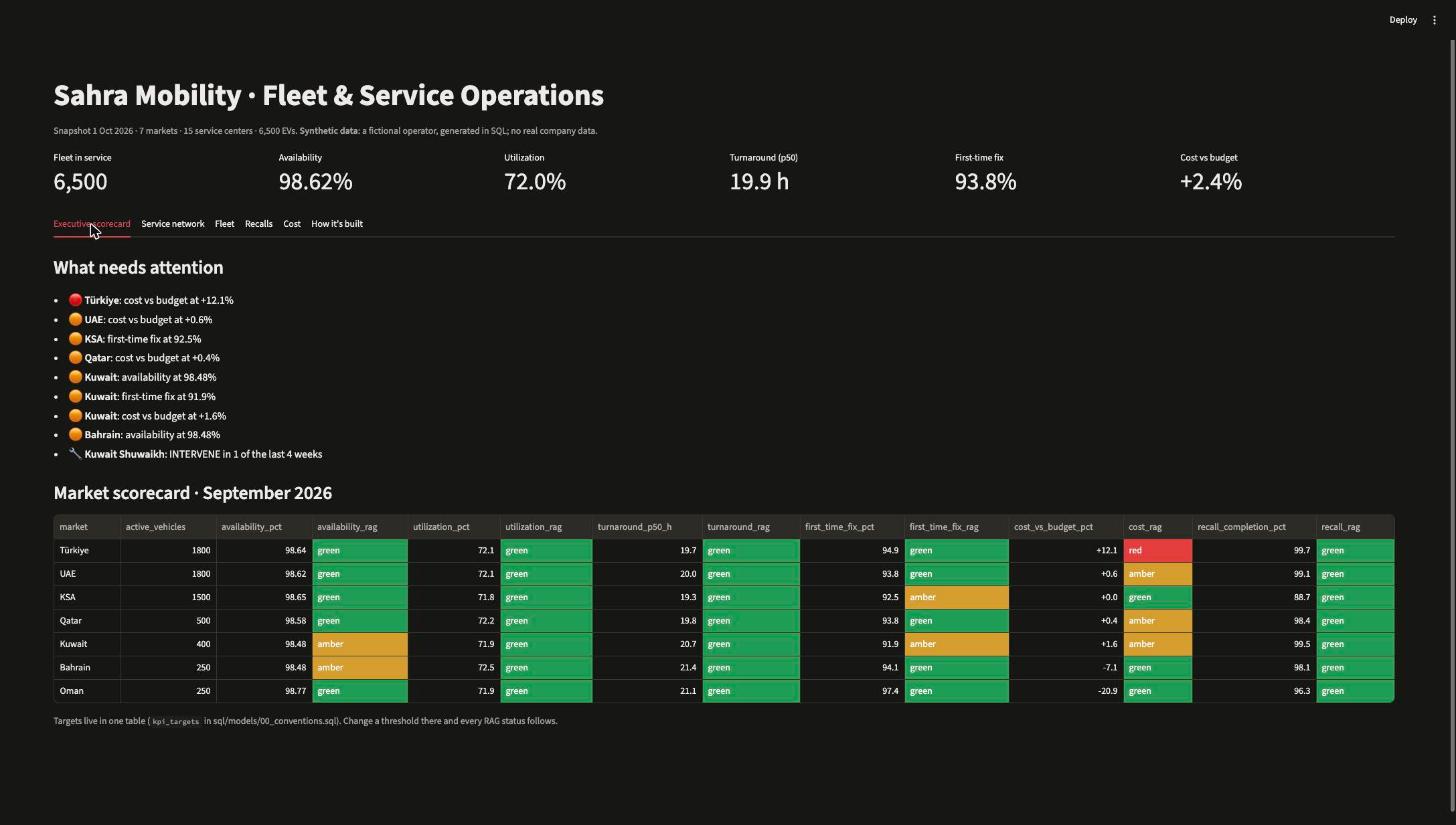 Deploy
Sahra Mobility · Fleet & Service Operations
Snapshot 1 Oct 2026 · 7 markets · 15 service centers · 6,500 EVs. Synthetic data: a fictional operator, generated in SQL; no real company data.
Fleet in service Availability Utilization Turnaround (p50) First-time fix Cost vs budget
6,500 98.62% 72.0% 19.9 h 93.8% +2.4%
Executive scorecard Service network Fleet Recalls Cost How it's built
What needs attention
Türkiye: cost vs budget at +12.1%
UAE: cost vs budget at +0.6%
KSA: first-time fix at 92.5%
Qatar: cost vs budget at +0.4%
Kuwait: availability at 98.48%
Kuwait: first-time fix at 91.9%
Kuwait: cost vs budget at +1.6%
Bahrain: availability at 98.48%
Kuwait Shuwaikh: INTERVENE in 1 of the last 4 weeks
Market scorecard · September 2026
market active_vehicles availability_pct availability_rag utilization_pct utilization_rag turnaround_p50_h turnaround_rag first_time_fix_pct first_time_fix_rag cost_vs_budget_pct cost_rag recall_completion_pct recall_rag
Türkiye 1800 98.64 green 72.1 green 19.7 green 94.9 green +12.1 red 99.7 green
UAE 1800 98.62 green 72.1 green 20.0 green 93.8 green +0.6 amber 99.1 green
KSA 1500 98.65 green 71.8 green 19.3 green 92.5 amber +0.0 green 98.7 green
Qatar 500 98.58 green 72.2 green 19.8 green 93.8 green +0.4 amber 98.4 green
Kuwait 400 98.48 amber 71.9 green 20.7 green 91.9 amber +1.6 amber 99.5 green
Bahrain 250 98.48 amber 72.5 green 21.4 green 94.1 green -7.1 green 98.1 green
Oman 250 98.77 green 71.9 green 21.1 green 97.4 green -20.9 green 96.3 green
Targets live in one table ( kpi_targets in sql/models/00_conventions.sql). Change a threshold there and every RAG status follows.